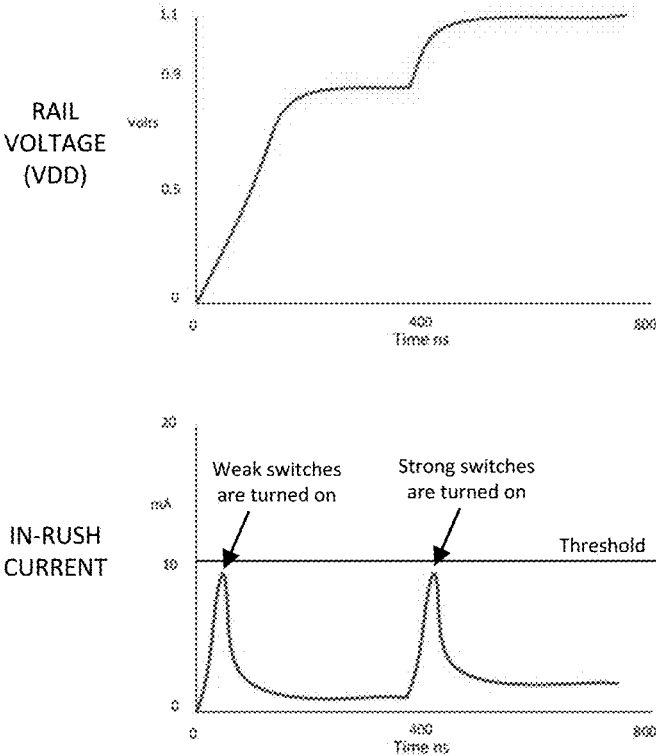 1.1
0.9
RAIL
VOLTAGE
(VDD)
Volts
0.5
0
0
400
800
Time ns
20
Weak switches
are turned on
Strong switches
are turned on
mA
IN-RUSH
CURRENT
Threshold
10
0
0
400
800
Time ns